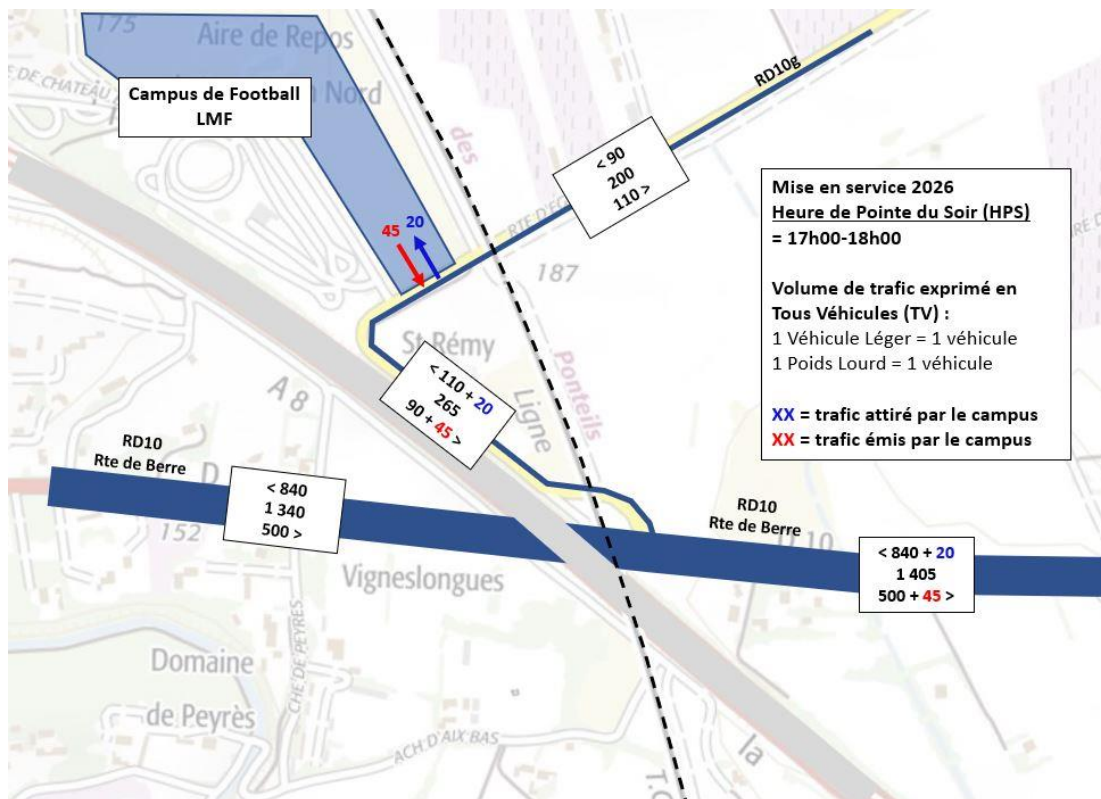 175
Aire de Repos
Nord
E DE CHATEAU
Campus de Football
LMF
des
RD10g
< 90
200
110 >
RTE D'E
Mise en service 2026
Heure de Pointe du Soir (HPS)
= 17h00-18h00
Volume de trafic exprimé en
Tous Véhicules (TV) :
1 Véhicule Léger = 1 véhicule
1 Poids Lourd = 1 véhicule
XX = trafic attiré par le campus
XX = trafic émis par le campus
45 20
187
St-Rémy
Ponteils
Ligne
A 8
< 110 + 20
265
90 + 45 >
RD10
Rte de Berre
D
< 840
1 340
500 >
152
RD10
Rte de Berre
D 10
< 840 + 20
1 405
500 + 45 >
Vigneslongues
Domaine
de Peyrès
CHE DE PEYRES
ACH D'AIX BAS
la
T.C